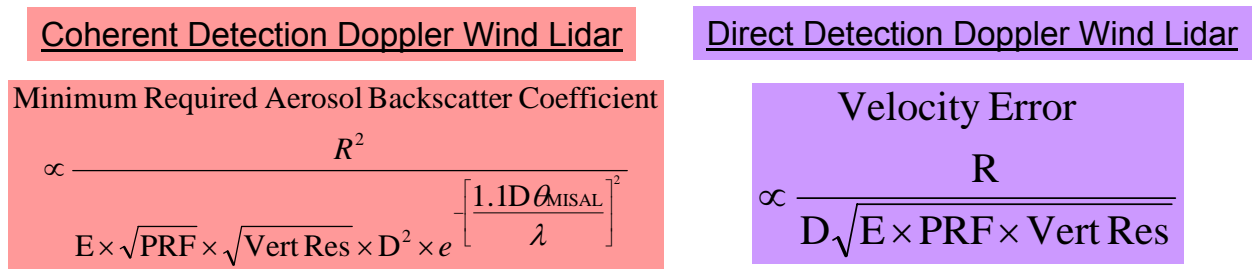 Coherent Detection Doppler Wind Lidar
Minimum Required Aerosol Backscatter Coefficient
∝ R² / (E × √PRF × √Vert Res × D² × e^(-[1.1DθMISAL / λ]²))
Direct Detection Doppler Wind Lidar
Velocity Error
∝ R / (D√(E × PRF × Vert Res))